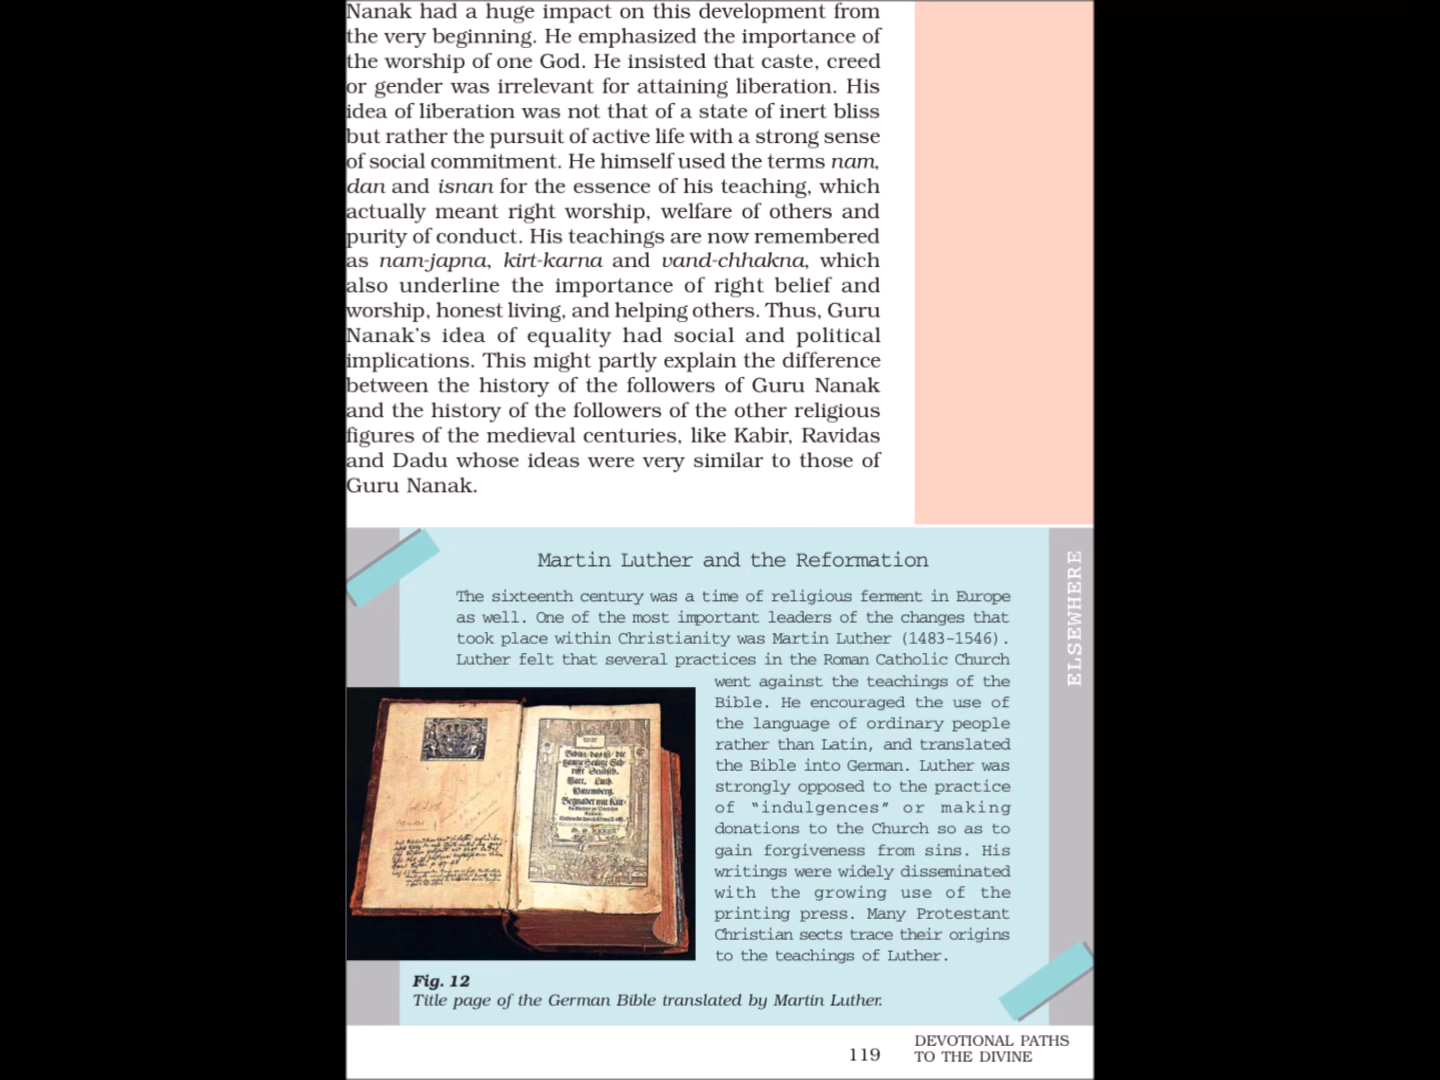 Nanak had a huge impact on this development from
the very beginning. He emphasized the importance of
the worship of one God. He insisted that caste, creed
or gender was irrelevant for attaining liberation. His
idea of liberation was not that of a state of inert bliss
but rather the pursuit of active life with a strong sense
of social commitment. He himself used the terms nam,
dan and isnan for the essence of his teaching, which
actually meant right worship, welfare of others and
purity of conduct. His teachings are now remembered
as nam-japna, kirt-karna and vand-chhakna, which
also underline the importance of right belief and
worship, honest living, and helping others. Thus, Guru
Nanak's idea of equality had social and political
implications. This might partly explain the difference
between the history of the followers of Guru Nanak
and the history of the followers of the other religious
figures of the medieval centuries, like Kabir, Ravidas
and Dadu whose ideas were very similar to those of
Guru Nanak.
Martin Luther and the Reformation
The sixteenth century was a time of religious ferment in Europe
as well. One of the most important leaders of the changes that
took place within Christianity was Martin Luther (1483-1546).
Luther felt that several practices in the Roman Catholic Church
went against the teachings of the
Bible. He encouraged the use of
the language of ordinary people
rather than Latin, and translated
the Bible into German. Luther was
strongly opposed to the practice
of "indulgences" or making
donations to the Church so as to
gain forgiveness from sins. His
writings were widely disseminated
with the growing use of the
printing press. Many Protestant
Christian sects trace their origins
to the teachings of Luther.
ELSEWHERE
Fig. 12
Title page of the German Bible translated by Martin Luther.
119
DEVOTIONAL PATHS
TO THE DIVINE